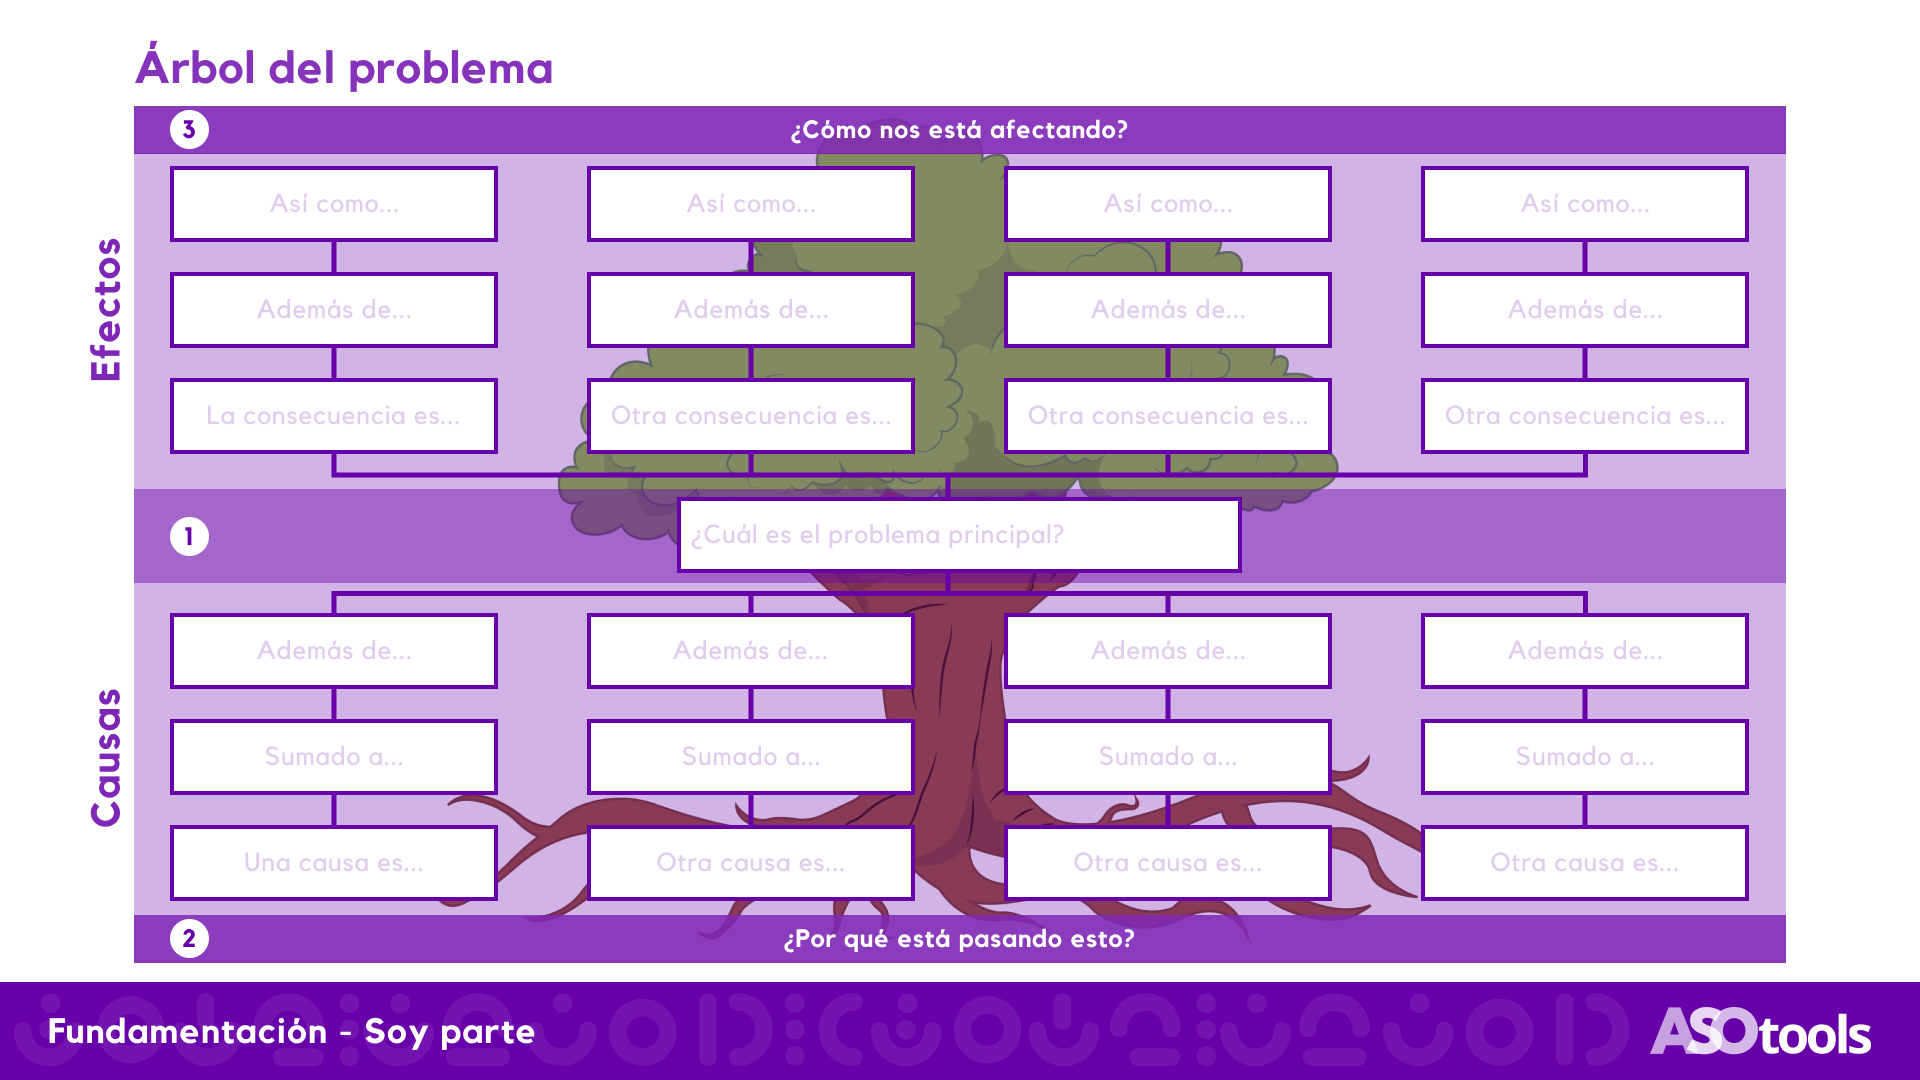 Árbol del problema
3
¿Cómo nos está afectando?
Efectos
Así como...
Así como...
Así como...
Así como...
Además de...
Además de...
Además de...
Además de...
La consecuencia es...
Otra consecuencia es...
Otra consecuencia es...
Otra consecuencia es...
1
¿Cuál es el problema principal?
Causas
Además de...
Además de...
Además de...
Además de...
Sumado a...
Sumado a...
Sumado a...
Sumado a...
Una causa es...
Otra causa es...
Otra causa es...
Otra causa es...
2
¿Por qué está pasando esto?
Fundamentación - Soy parte
ASOtools